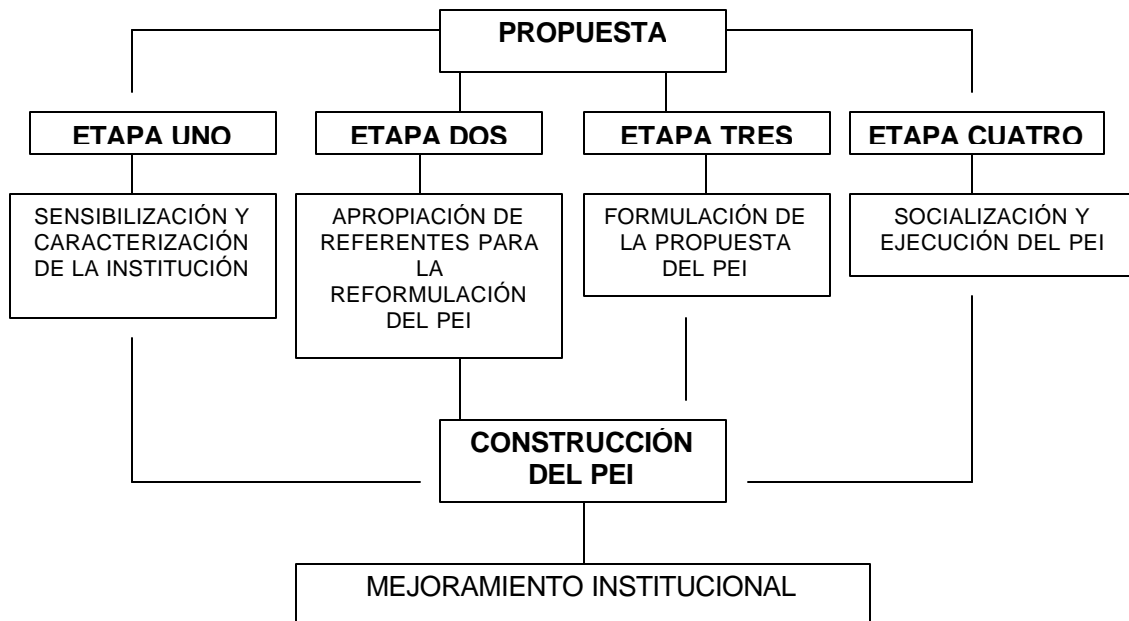 PROPUESTA
ETAPA UNO
ETAPA DOS
ETAPA TRES
ETAPA CUATRO
SENSIBILIZACIÓN Y
CARACTERIZACIÓN
DE LA INSTITUCIÓN
APROPIACIÓN DE
REFERENTES PARA
LA
REFORMULACIÓN
DEL PEI
FORMULACIÓN DE
LA PROPUESTA
DEL PEI
SOCIALIZACIÓN Y
EJECUCIÓN DEL PEI
CONSTRUCCIÓN
DEL PEI
MEJORAMIENTO INSTITUCIONAL